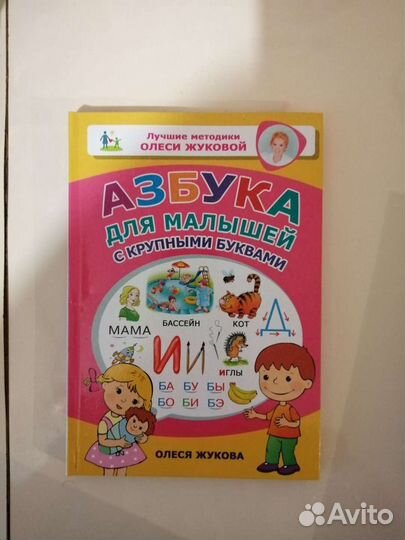 Лучшие методики
ОЛЕСИ ЖУКОВОЙ
АЗБУКА
ДЛЯ МАЛЫШЕЙ
С КРУПНЫМИ БУКВАМИ
МАМА
БАССЕЙН
КОТ
Д
И И
ИГЛЫ
БА БУ БЫ
БО БИ БЭ
ОЛЕСЯ ЖУКОВА
Avito